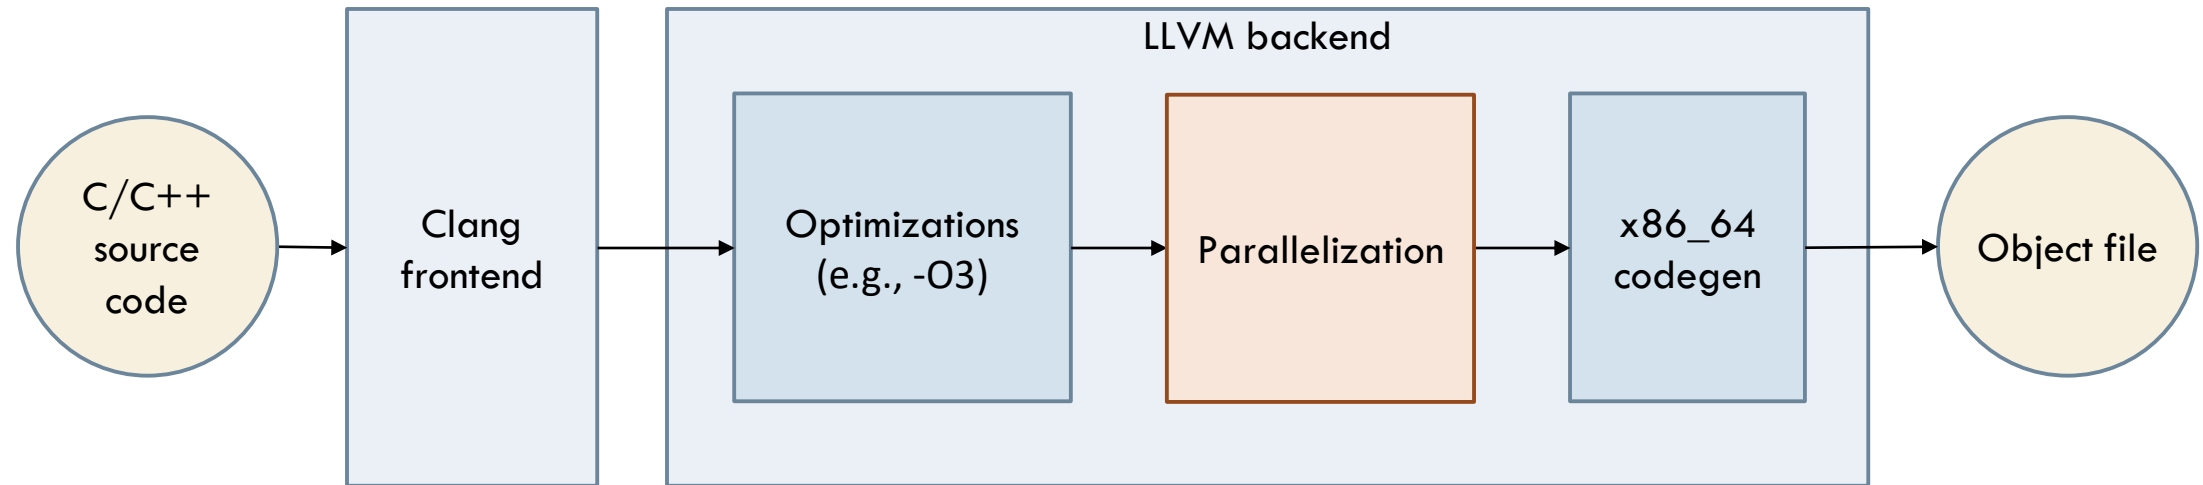 LLVM backend
C/C++
source
code
Clang
frontend
Optimizations
(e.g., -O3)
Parallelization
x86_64
codegen
Object file